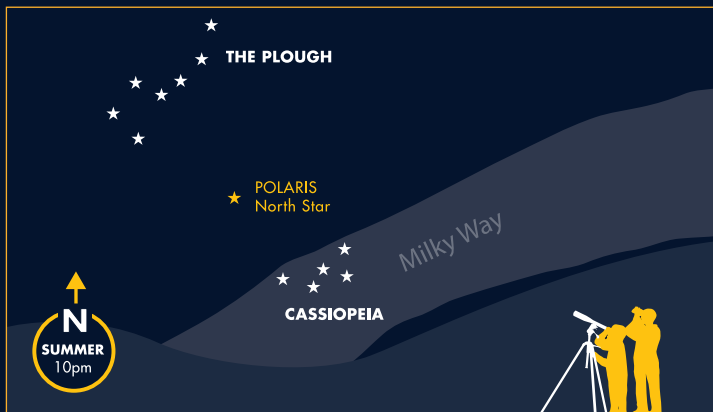 THE PLOUGH
POLARIS
North Star
Milky Way
CASSIOPEIA
N
SUMMER
10pm